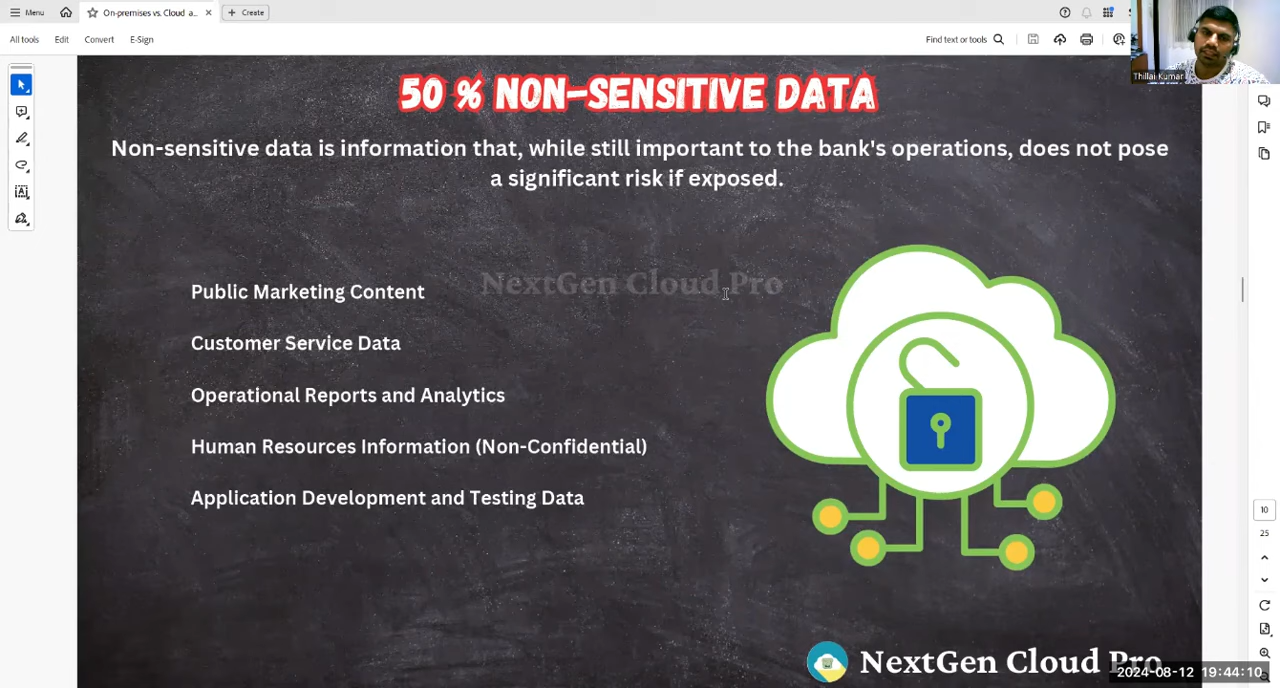 Menu
On-premises vs. Cloud a...
Create
All tools
Edit
Convert
E-Sign
Find text or tools
Thillai Kumar
50 % NON-SENSITIVE DATA
Non-sensitive data is information that, while still important to the bank's operations, does not pose
a significant risk if exposed.
NextGen Cloud Pro
Public Marketing Content
Customer Service Data
Operational Reports and Analytics
Human Resources Information (Non-Confidential)
Application Development and Testing Data
10
25
NextGen Cloud Pro
2024-08-12 19:44:10